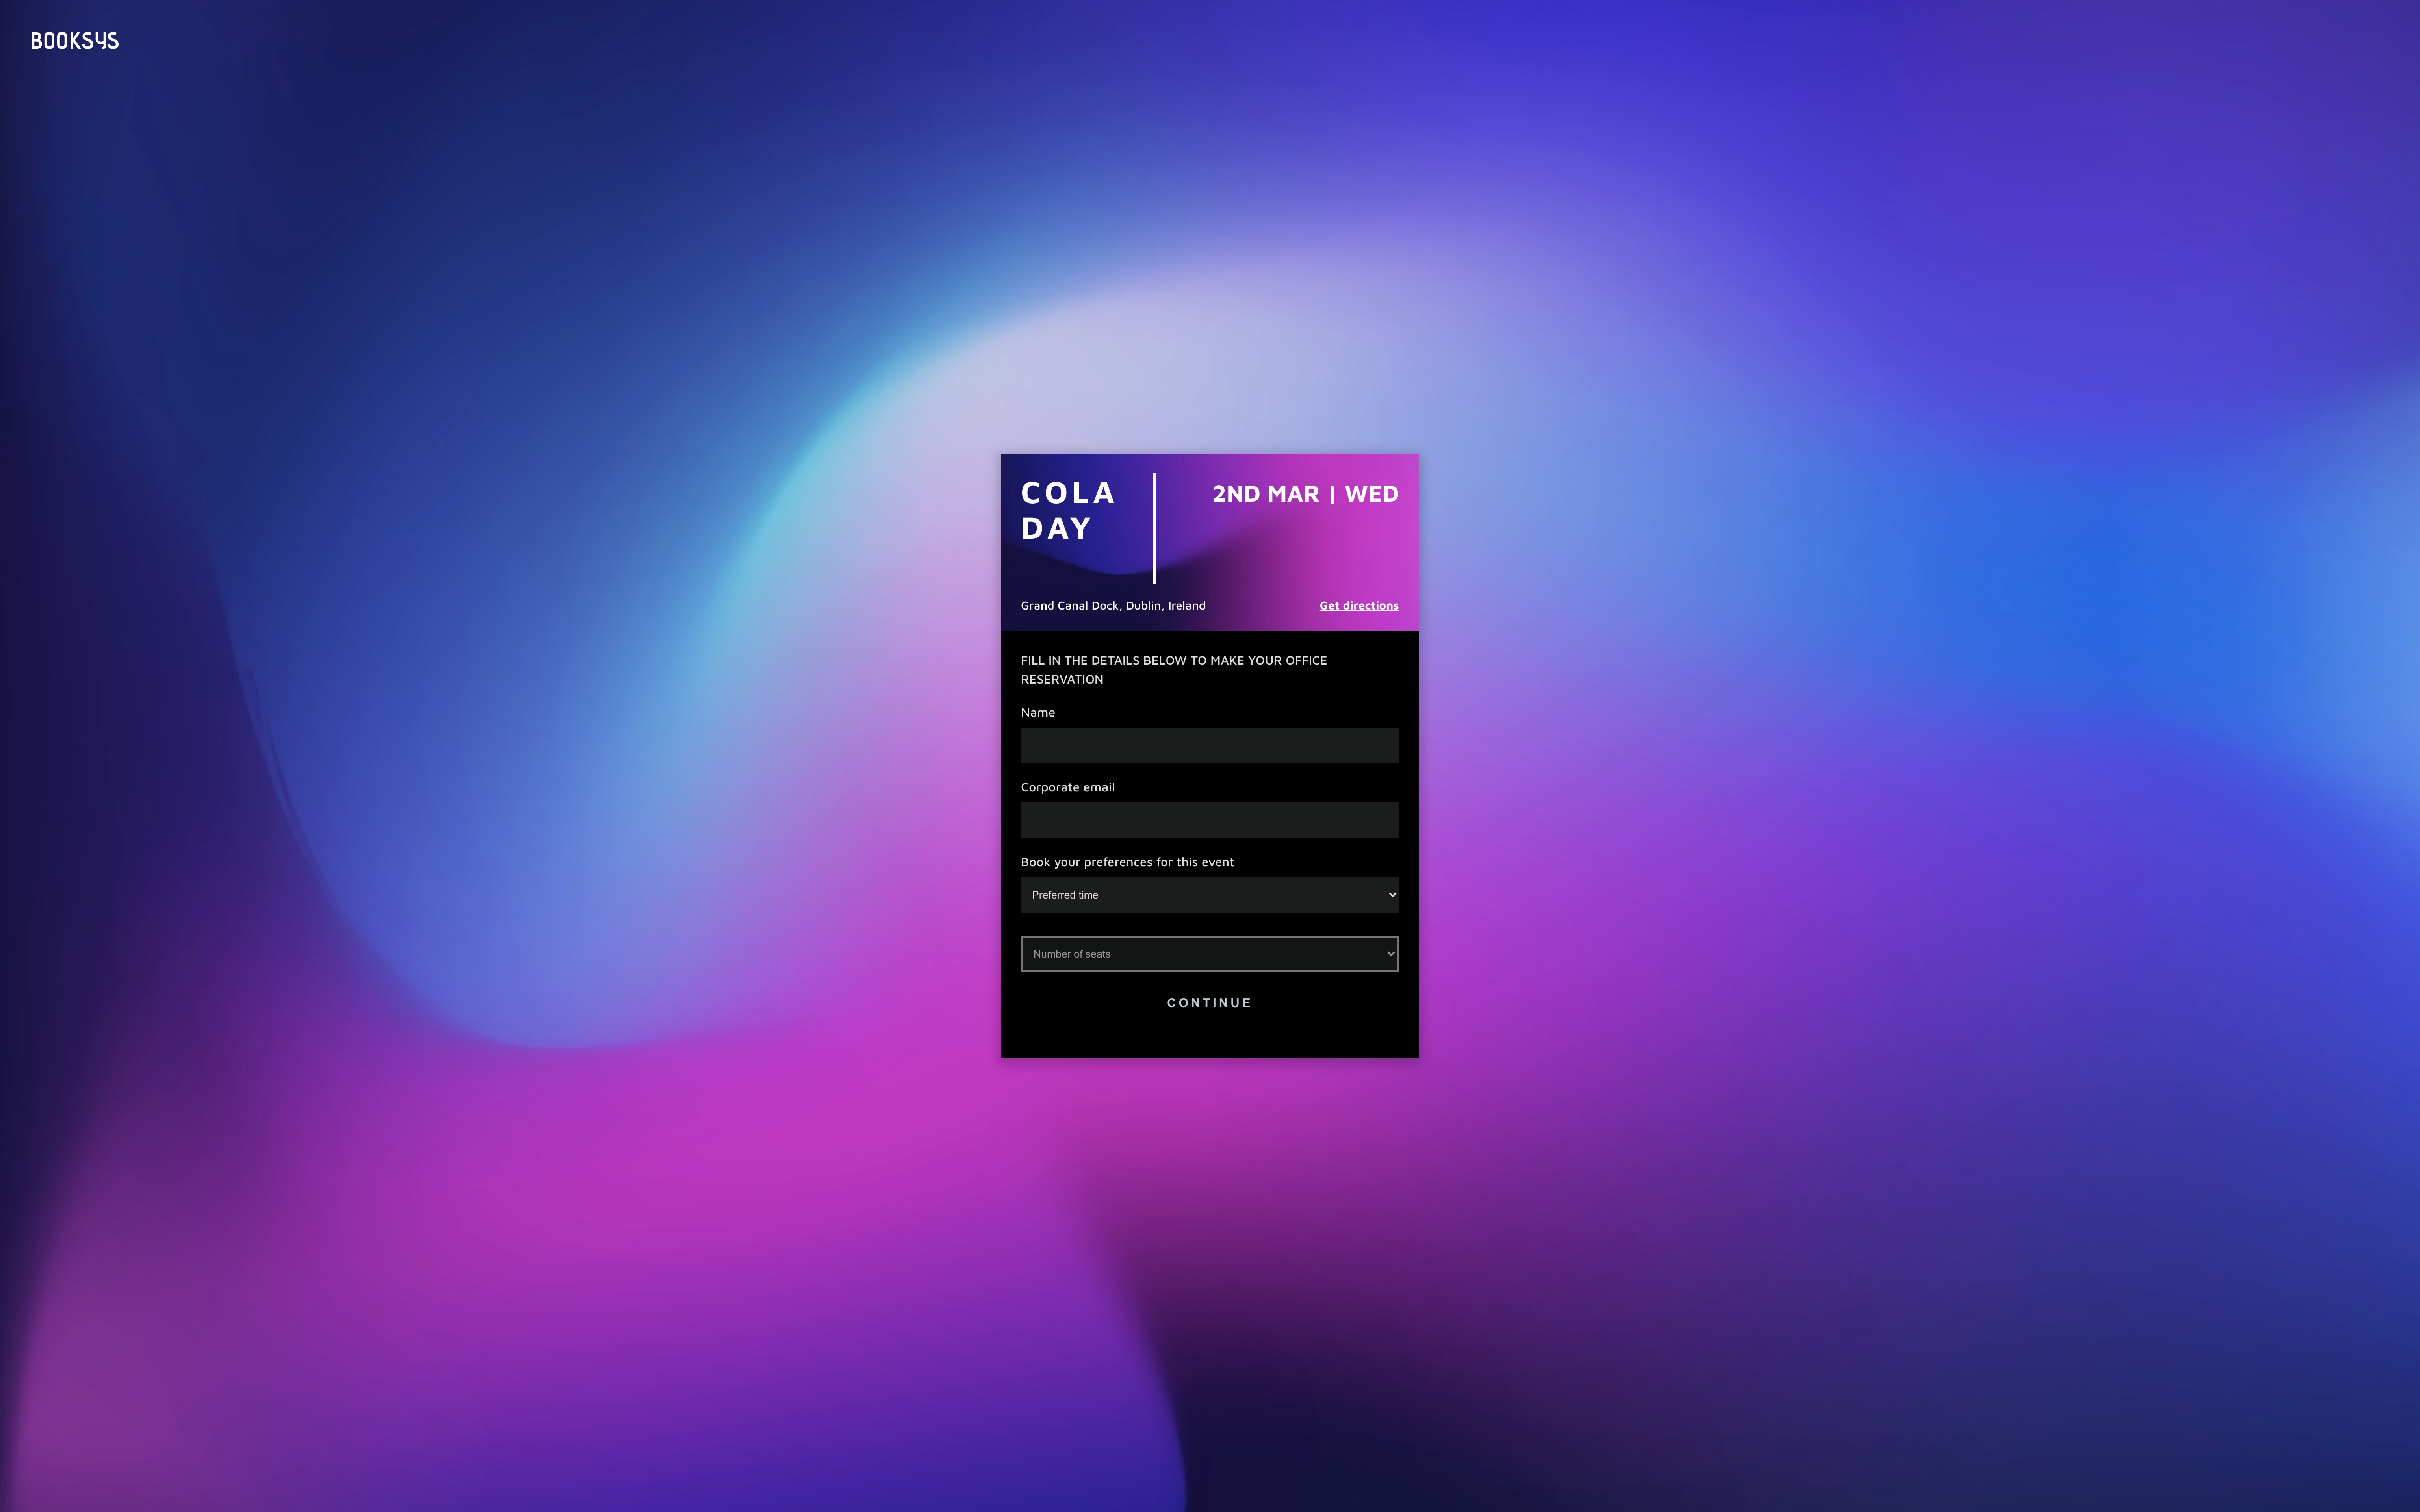 BOOKSYS
COLA
DAY
2ND MAR | WED
Grand Canal Dock, Dublin, Ireland
Get directions
FILL IN THE DETAILS BELOW TO MAKE YOUR OFFICE
RESERVATION
Name
Corporate email
Book your preferences for this event
Preferred time
Number of seats
CONTINUE